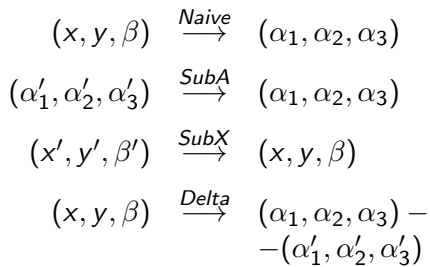 (x, y, β) Naive⟶ (α₁, α₂, α₃)
(α′₁, α′₂, α′₃) SubA⟶ (α₁, α₂, α₃)
(x′, y′, β′) SubX⟶ (x, y, β)
(x, y, β) Delta⟶ (α₁, α₂, α₃) −
−(α′₁, α′₂, α′₃)